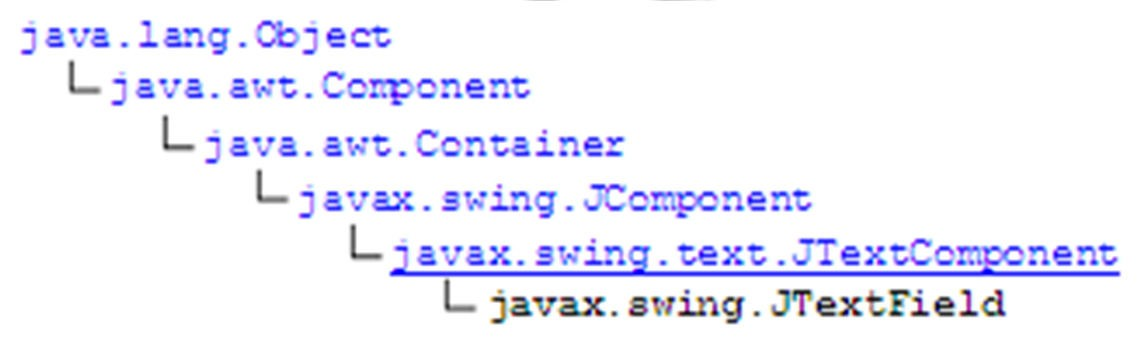 java.lang.Object
java.awt.Component
java.awt.Container
javax.swing.JComponent
javax.swing.text.JTextComponent
javax.swing.JTextField